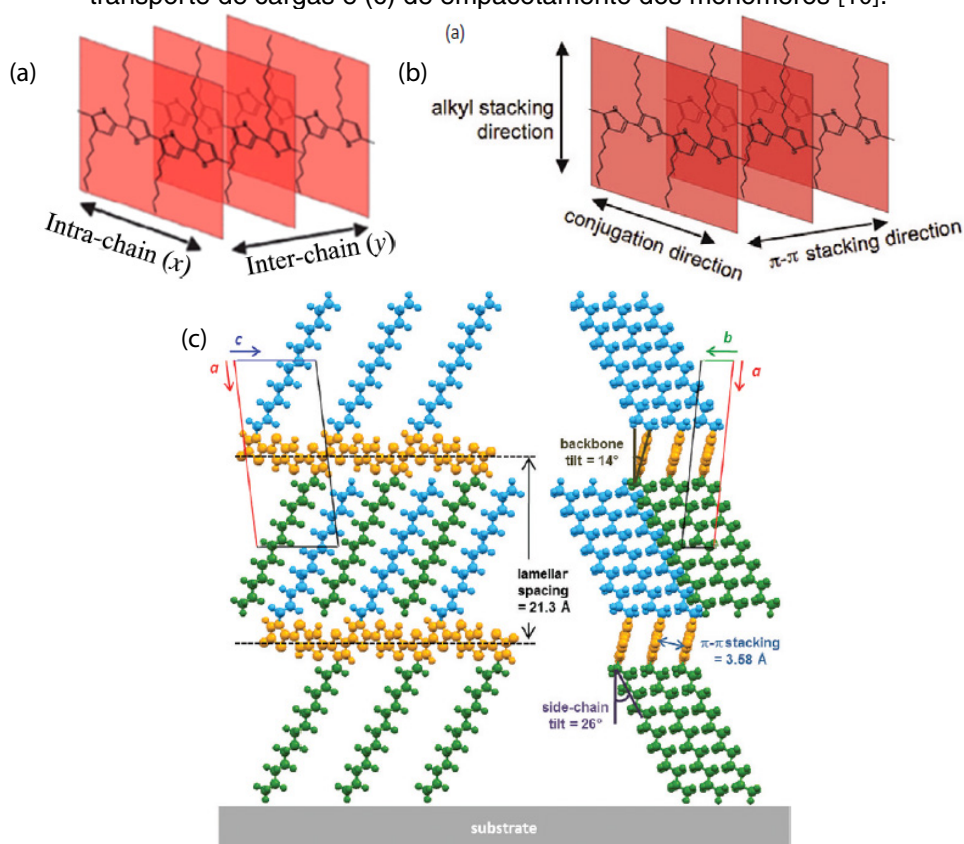 transporte de cargas e (c) do empacotamento dos monômeros [10].
(a)
(a)
Intra-chain (x)
Inter-chain (y)
(b)
alkyl stacking
direction
conjugation direction
π-π stacking direction
(c)
c
a
b
a
backbone
tilt = 14°
lamellar
spacing
= 21.3 Å
π-π stacking
= 3.58 Å
side-chain
tilt = 26°
substrate